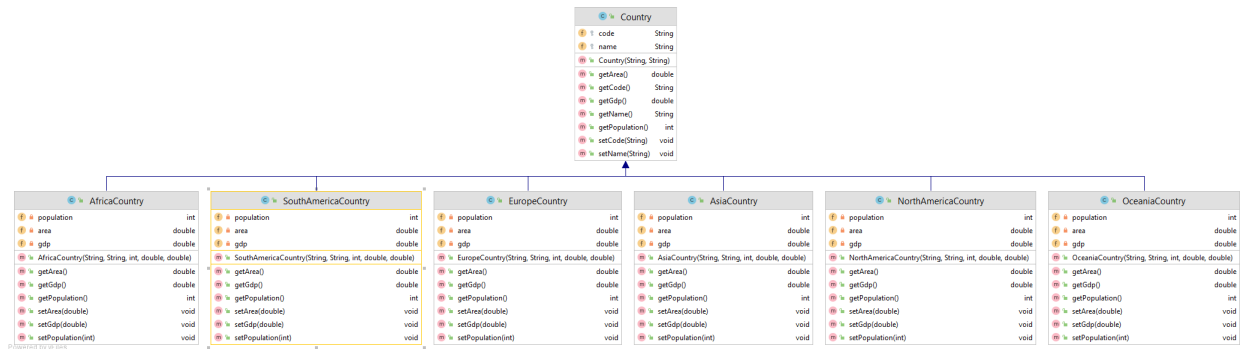 Country
code String
name String
Country(String, String)
getArea() double
getCode() String
getGdp() double
getName() String
getPopulation() int
setCode(String) void
setName(String) void
AfricaCountry
population int
area double
gdp double
AfricaCountry(String, String, int, double, double)
getArea() double
getGdp() double
getPopulation() int
setArea(double) void
setGdp(double) void
setPopulation(int) void
SouthAmericaCountry
population int
area double
gdp double
SouthAmericaCountry(String, String, int, double, double)
getArea() double
getGdp() double
getPopulation() int
setArea(double) void
setGdp(double) void
setPopulation(int) void
EuropeCountry
population int
area double
gdp double
EuropeCountry(String, String, int, double, double)
getArea() double
getGdp() double
getPopulation() int
setArea(double) void
setGdp(double) void
setPopulation(int) void
AsiaCountry
population int
area double
gdp double
AsiaCountry(String, String, int, double, double)
getArea() double
getGdp() double
getPopulation() int
setArea(double) void
setGdp(double) void
setPopulation(int) void
NorthAmericaCountry
population int
area double
gdp double
NorthAmericaCountry(String, String, int, double, double)
getArea() double
getGdp() double
getPopulation() int
setArea(double) void
setGdp(double) void
setPopulation(int) void
OceaniaCountry
population int
area double
gdp double
OceaniaCountry(String, String, int, double, double)
getArea() double
getGdp() double
getPopulation() int
setArea(double) void
setGdp(double) void
setPopulation(int) void
Powered by